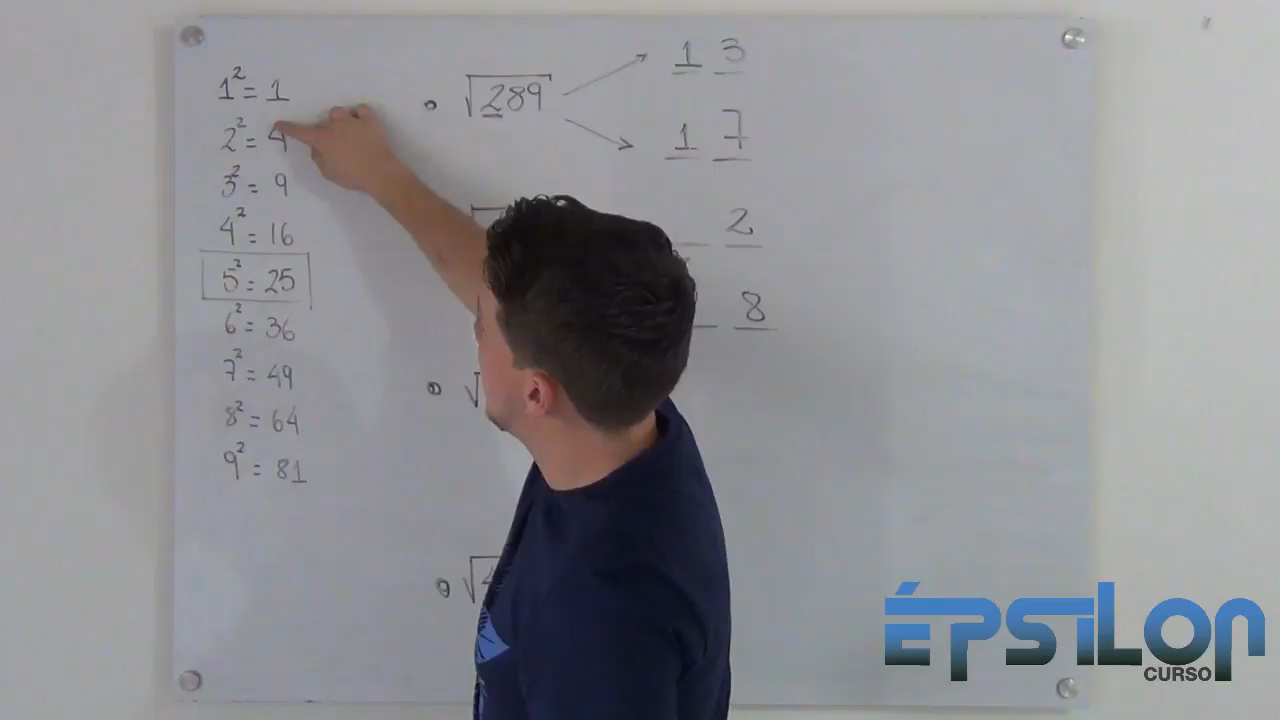 1² = 1
2² = 4
3² = 9
4² = 16
5² = 25
6² = 36
7² = 49
8² = 64
9² = 81
√289
1 3
1 7
2
8
√
√4
ÉPSILON
CURSO